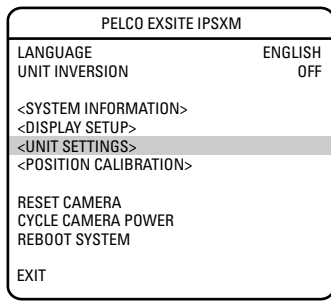 PELCO EXSITE IPSXM
LANGUAGE ENGLISH
UNIT INVERSION OFF
<SYSTEM INFORMATION>
<DISPLAY SETUP>
<UNIT SETTINGS>
<POSITION CALIBRATION>
RESET CAMERA
CYCLE CAMERA POWER
REBOOT SYSTEM
EXIT